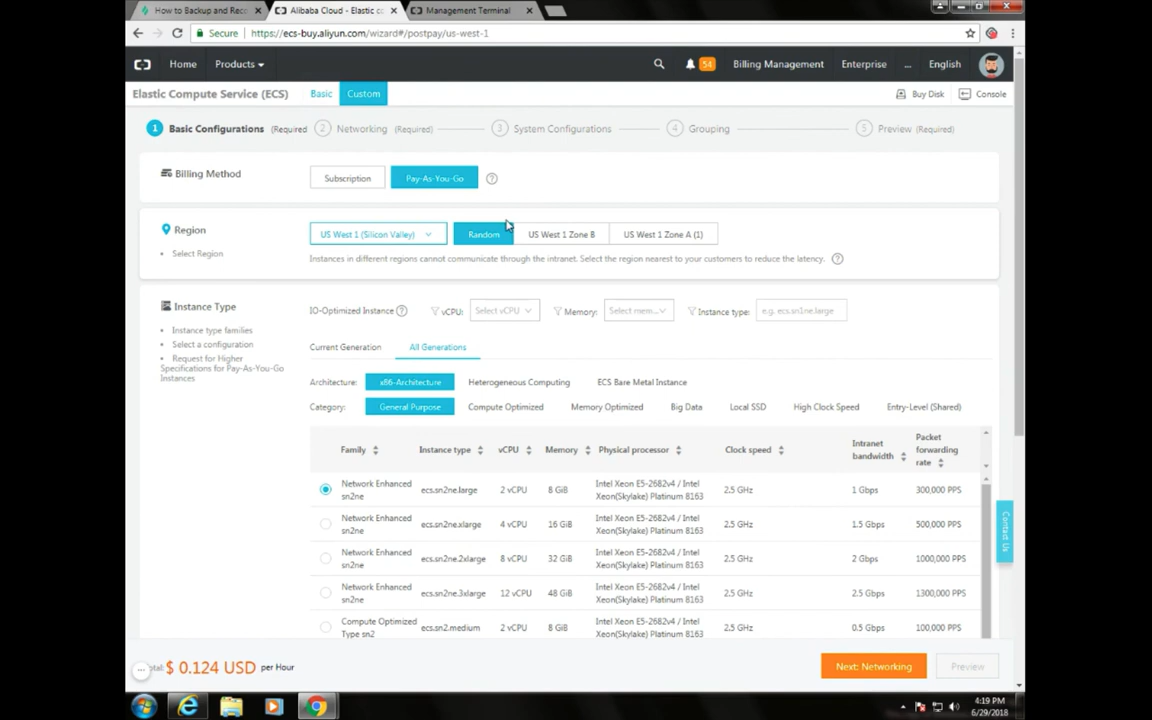 How to Backup and Reco
Alibaba Cloud - Elastic co
Management Terminal
Secure
https://ecs-buy.aliyun.com/wizard#/postpay/us-west-1
Home
Products
54
Billing Management
Enterprise
...
English
Elastic Compute Service (ECS)
Basic
Custom
Buy Disk
Console
1 Basic Configurations (Required
2 Networking (Required)
3 System Configurations
4 Grouping
5 Preview (Required)
Billing Method
Subscription
Pay-As-You-Go
Region
US West 1 (Silicon Valley)
Random
US West 1 Zone B
US West 1 Zone A (1)
Select Region
Instances in different regions cannot communicate through the intranet. Select the region nearest to your customers to reduce the latency.
Instance Type
IO-Optimized Instance
vCPU:
Select vCPU
Memory:
Select mem...
Instance type:
e.g. ecs.sn1ne.large
Instance type families
Select a configuration
Request for Higher
Specifications for Pay-As-You-Go
Instances
Current Generation
All Generations
Architecture:
x86-Architecture
Heterogeneous Computing
ECS Bare Metal Instance
Category:
General Purpose
Compute Optimized
Memory Optimized
Big Data
Local SSD
High Clock Speed
Entry-Level (Shared)
Family
Instance type
vCPU
Memory
Physical processor
Clock speed
Intranet
bandwidth
Packet
forwarding
rate
Network Enhanced
sn2ne
ecs.sn2ne.large
2 vCPU
8 GiB
Intel Xeon E5-2682v4 / Intel
Xeon(Skylake) Platinum 8163
2.5 GHz
1 Gbps
300,000 PPS
Network Enhanced
sn2ne
ecs.sn2ne.xlarge
4 vCPU
16 GiB
Intel Xeon E5-2682v4 / Intel
Xeon(Skylake) Platinum 8163
2.5 GHz
1.5 Gbps
500,000 PPS
Network Enhanced
sn2ne
ecs.sn2ne.2xlarge
8 vCPU
32 GiB
Intel Xeon E5-2682v4 / Intel
Xeon(Skylake) Platinum 8163
2.5 GHz
2 Gbps
1000,000 PPS
Network Enhanced
sn2ne
ecs.sn2ne.3xlarge
12 vCPU
48 GiB
Intel Xeon E5-2682v4 / Intel
Xeon(Skylake) Platinum 8163
2.5 GHz
2.5 Gbps
1300,000 PPS
Compute Optimized
Type sn2
ecs.sn2.medium
2 vCPU
8 GiB
Intel Xeon E5-2682v4 / Intel
Xeon(Skylake) Platinum 8163
2.5 GHz
0.5 Gbps
100,000 PPS
Contact Us
$ 0.124 USD per Hour
Next: Networking
Preview
4:19 PM
6/29/2018